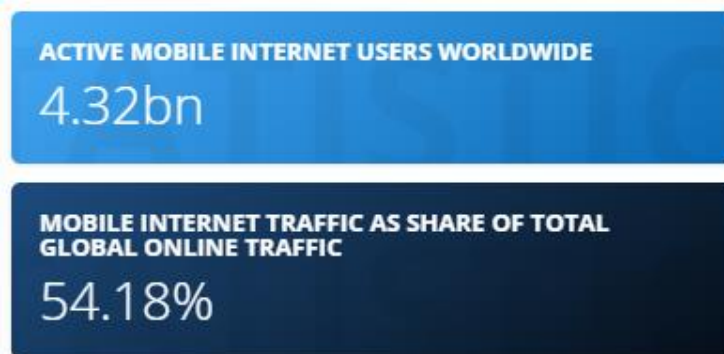 ACTIVE MOBILE INTERNET USERS WORLDWIDE
4.32bn
MOBILE INTERNET TRAFFIC AS SHARE OF TOTAL
GLOBAL ONLINE TRAFFIC
54.18%